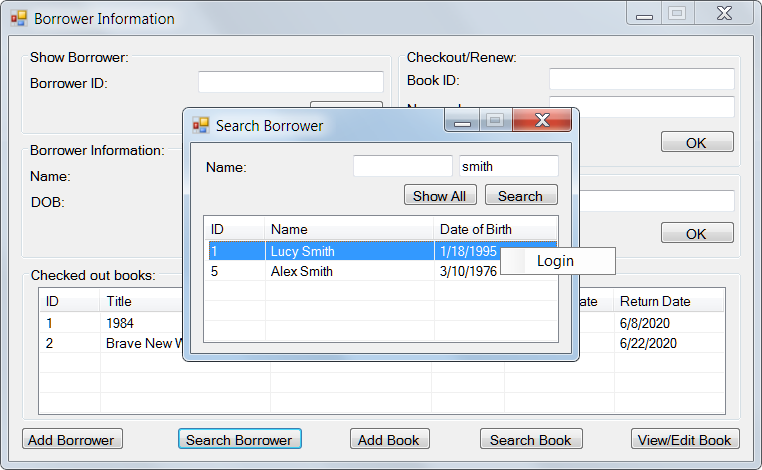 Borrower Information
Show Borrower:
Borrower ID:
Checkout/Renew:
Book ID:
OK
Borrower Information:
Name:
DOB:
OK
Search Borrower
Name:
smith
Show All
Search
ID Name Date of Birth
1 Lucy Smith 1/18/1995
5 Alex Smith 3/10/1976
Login
Checked out books:
ID Title Return Date
1 1984 6/8/2020
2 Brave New 6/22/2020
Add Borrower
Search Borrower
Add Book
Search Book
View/Edit Book